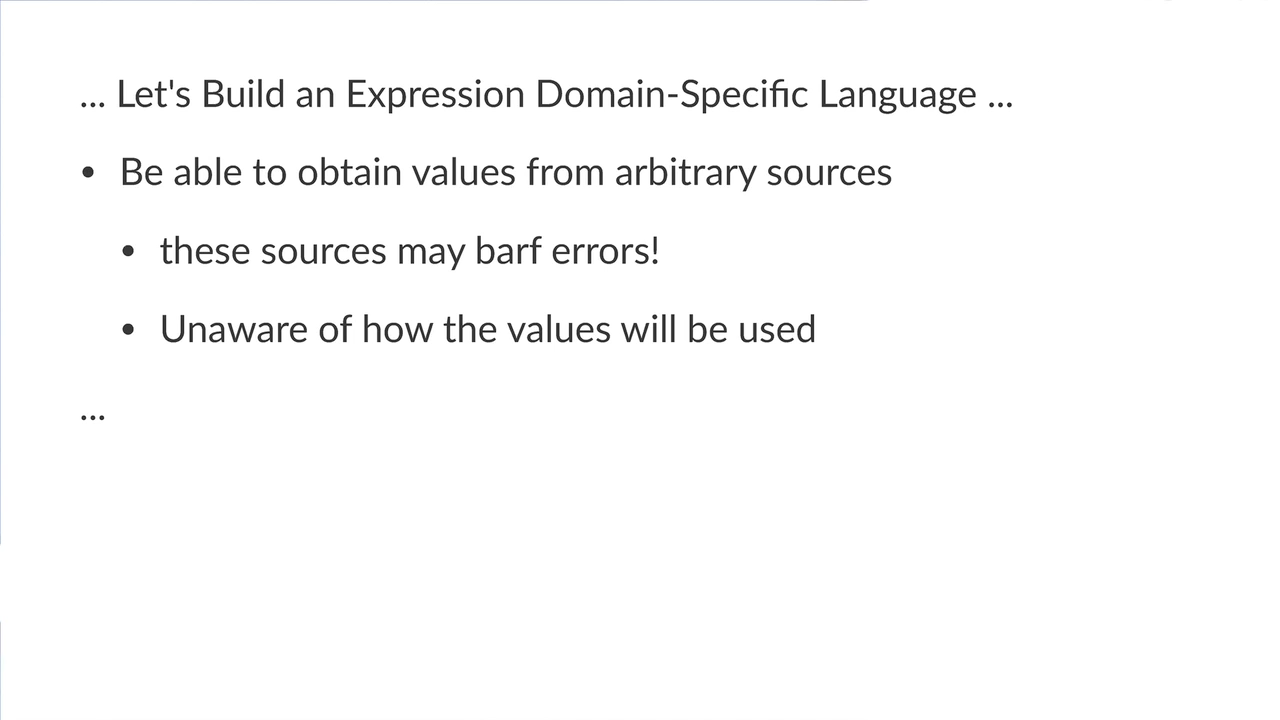 ... Let's Build an Expression Domain-Specific Language ...
• Be able to obtain values from arbitrary sources
• these sources may barf errors!
• Unaware of how the values will be used
...